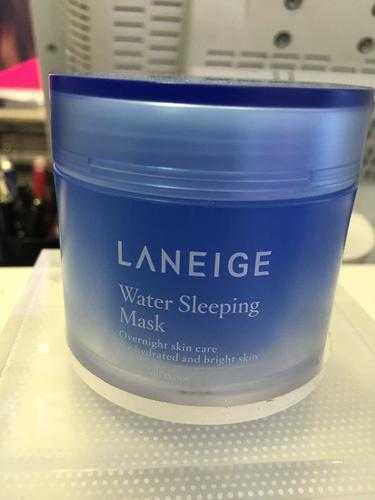 LANEIGE
Water Sleeping
Mask
Overnight skin care
hydrated and bright skin